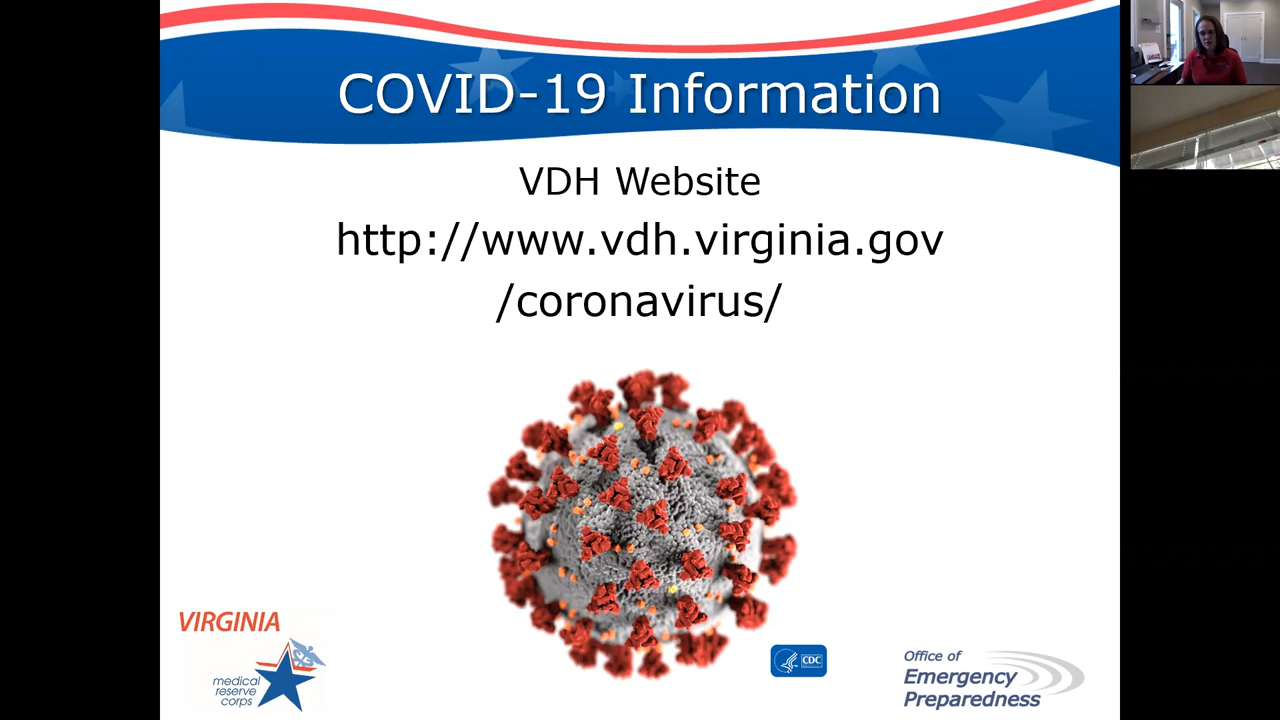 COVID-19 Information
VDH Website
http://www.vdh.virginia.gov
/coronavirus/
VIRGINIA
medical
reserve
corps
CDC
Office of
Emergency
Preparedness